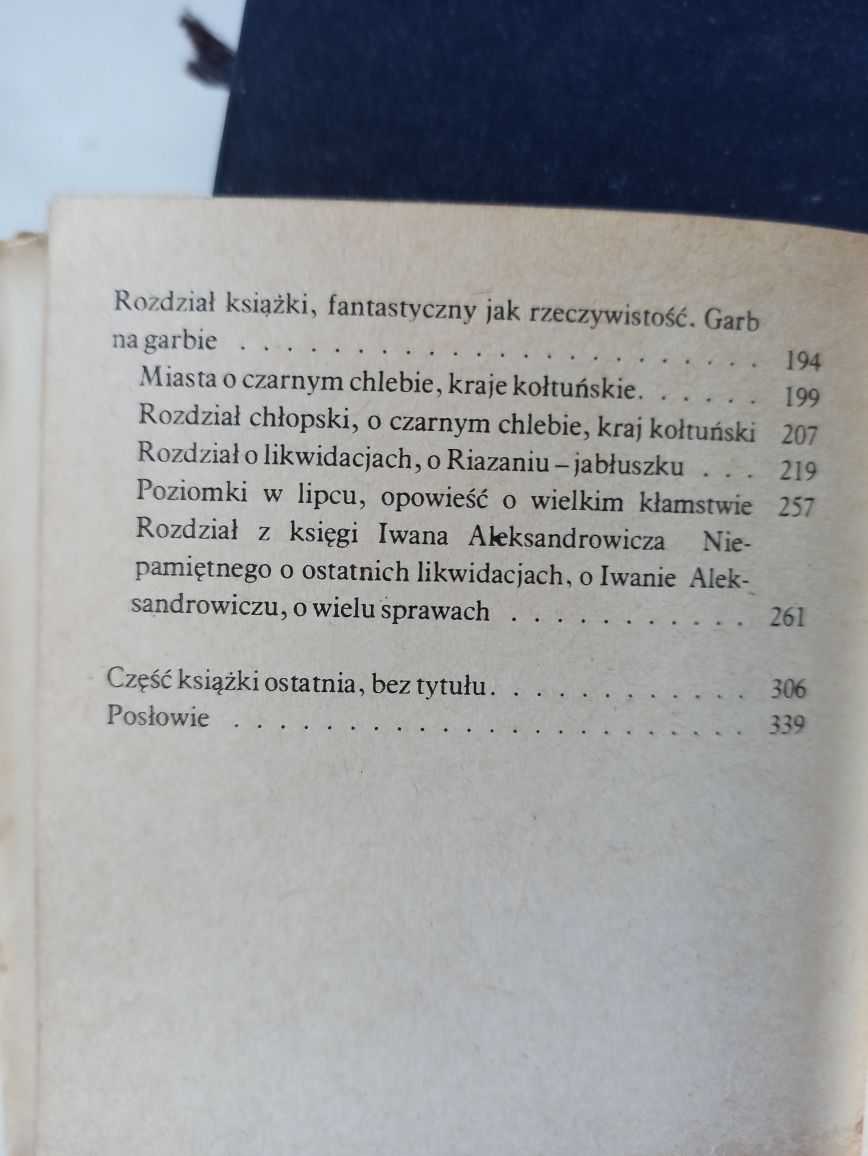 Rozdział książki, fantastyczny jak rzeczywistość. Garb
na garbie . . . . . . . . . . . . . . . . . . . . . . 194
Miasta o czarnym chlebie, kraje kołtuńskie. . . . . . . 199
Rozdział chłopski, o czarnym chlebie, kraj kołtuński 207
Rozdział o likwidacjach, o Riazaniu – jabłuszku . . . 219
Poziomki w lipcu, opowieść o wielkim kłamstwie 257
Rozdział z księgi Iwana Aleksandrowicza Nie-
pamiętnego o ostatnich likwidacjach, o Iwanie Alek-
sandrowiczu, o wielu sprawach . . . . . . . . . . . 261
Część książki ostatnia, bez tytułu. . . . . . . . . . . . 306
Posłowie . . . . . . . . . . . . . . . . . . . . . . 339